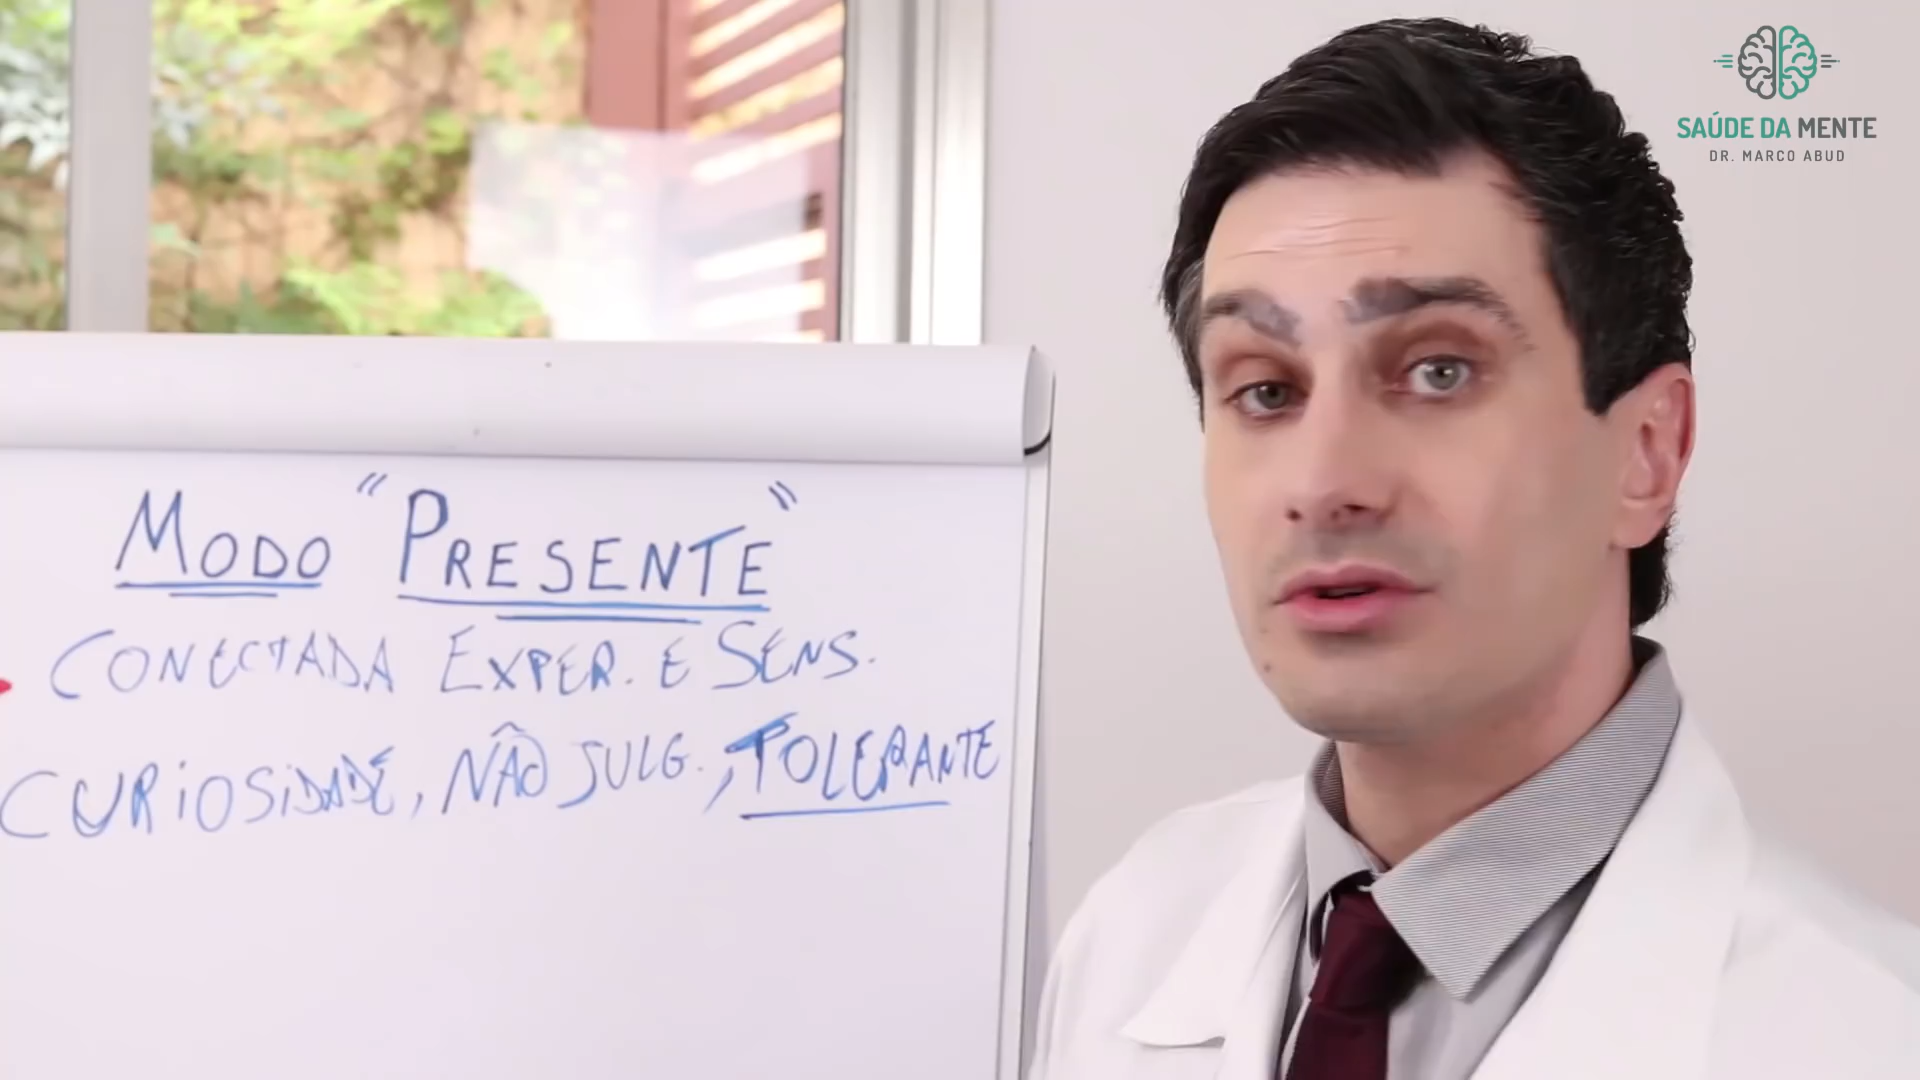 SAÚDE DA MENTE
DR. MARCO ABUD
MODO "PRESENTE"
CONECTADA EXPER. E SENS.
CURIOSIDADE, NÃO JULG., TOLERANTE